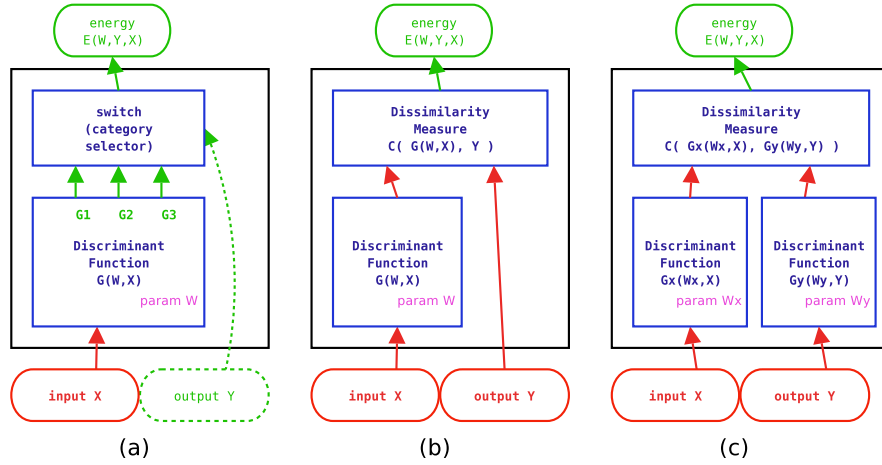 energy
E(W,Y,X)
switch
(category
selector)
G1 G2 G3
Discriminant
Function
G(W,X)
param W
input X
output Y
(a)
energy
E(W,Y,X)
Dissimilarity
Measure
C( G(W,X), Y )
Discriminant
Function
G(W,X)
param W
input X
output Y
(b)
energy
E(W,Y,X)
Dissimilarity
Measure
C( Gx(Wx,X), Gy(Wy,Y) )
Discriminant
Function
Gx(Wx,X)
param Wx
Discriminant
Function
Gy(Wy,Y)
param Wy
input X
output Y
(c)